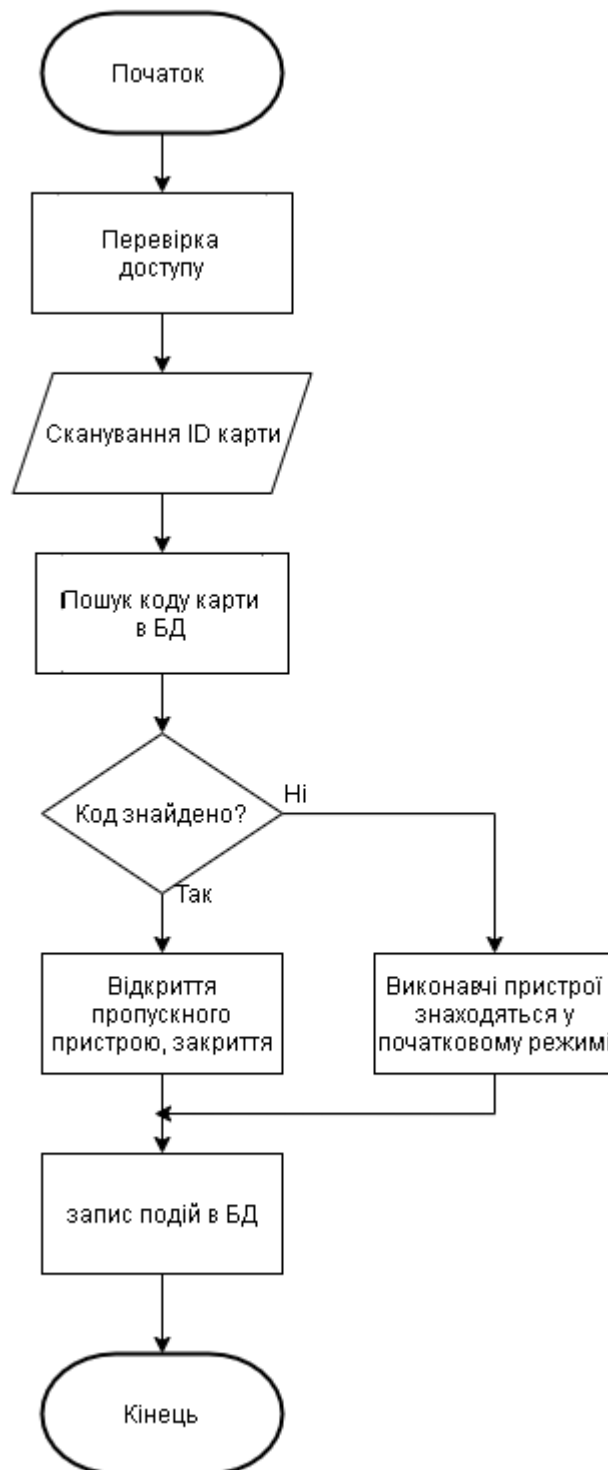 Початок
Перевірка
доступу
Сканування ID карти
Пошук коду карти
в БД
Код знайдено?
Ні
Так
Відкриття
пропускного
пристрою, закриття
Виконавчі пристрої
знаходяться у
початковому режимі
запис подій в БД
Кінець